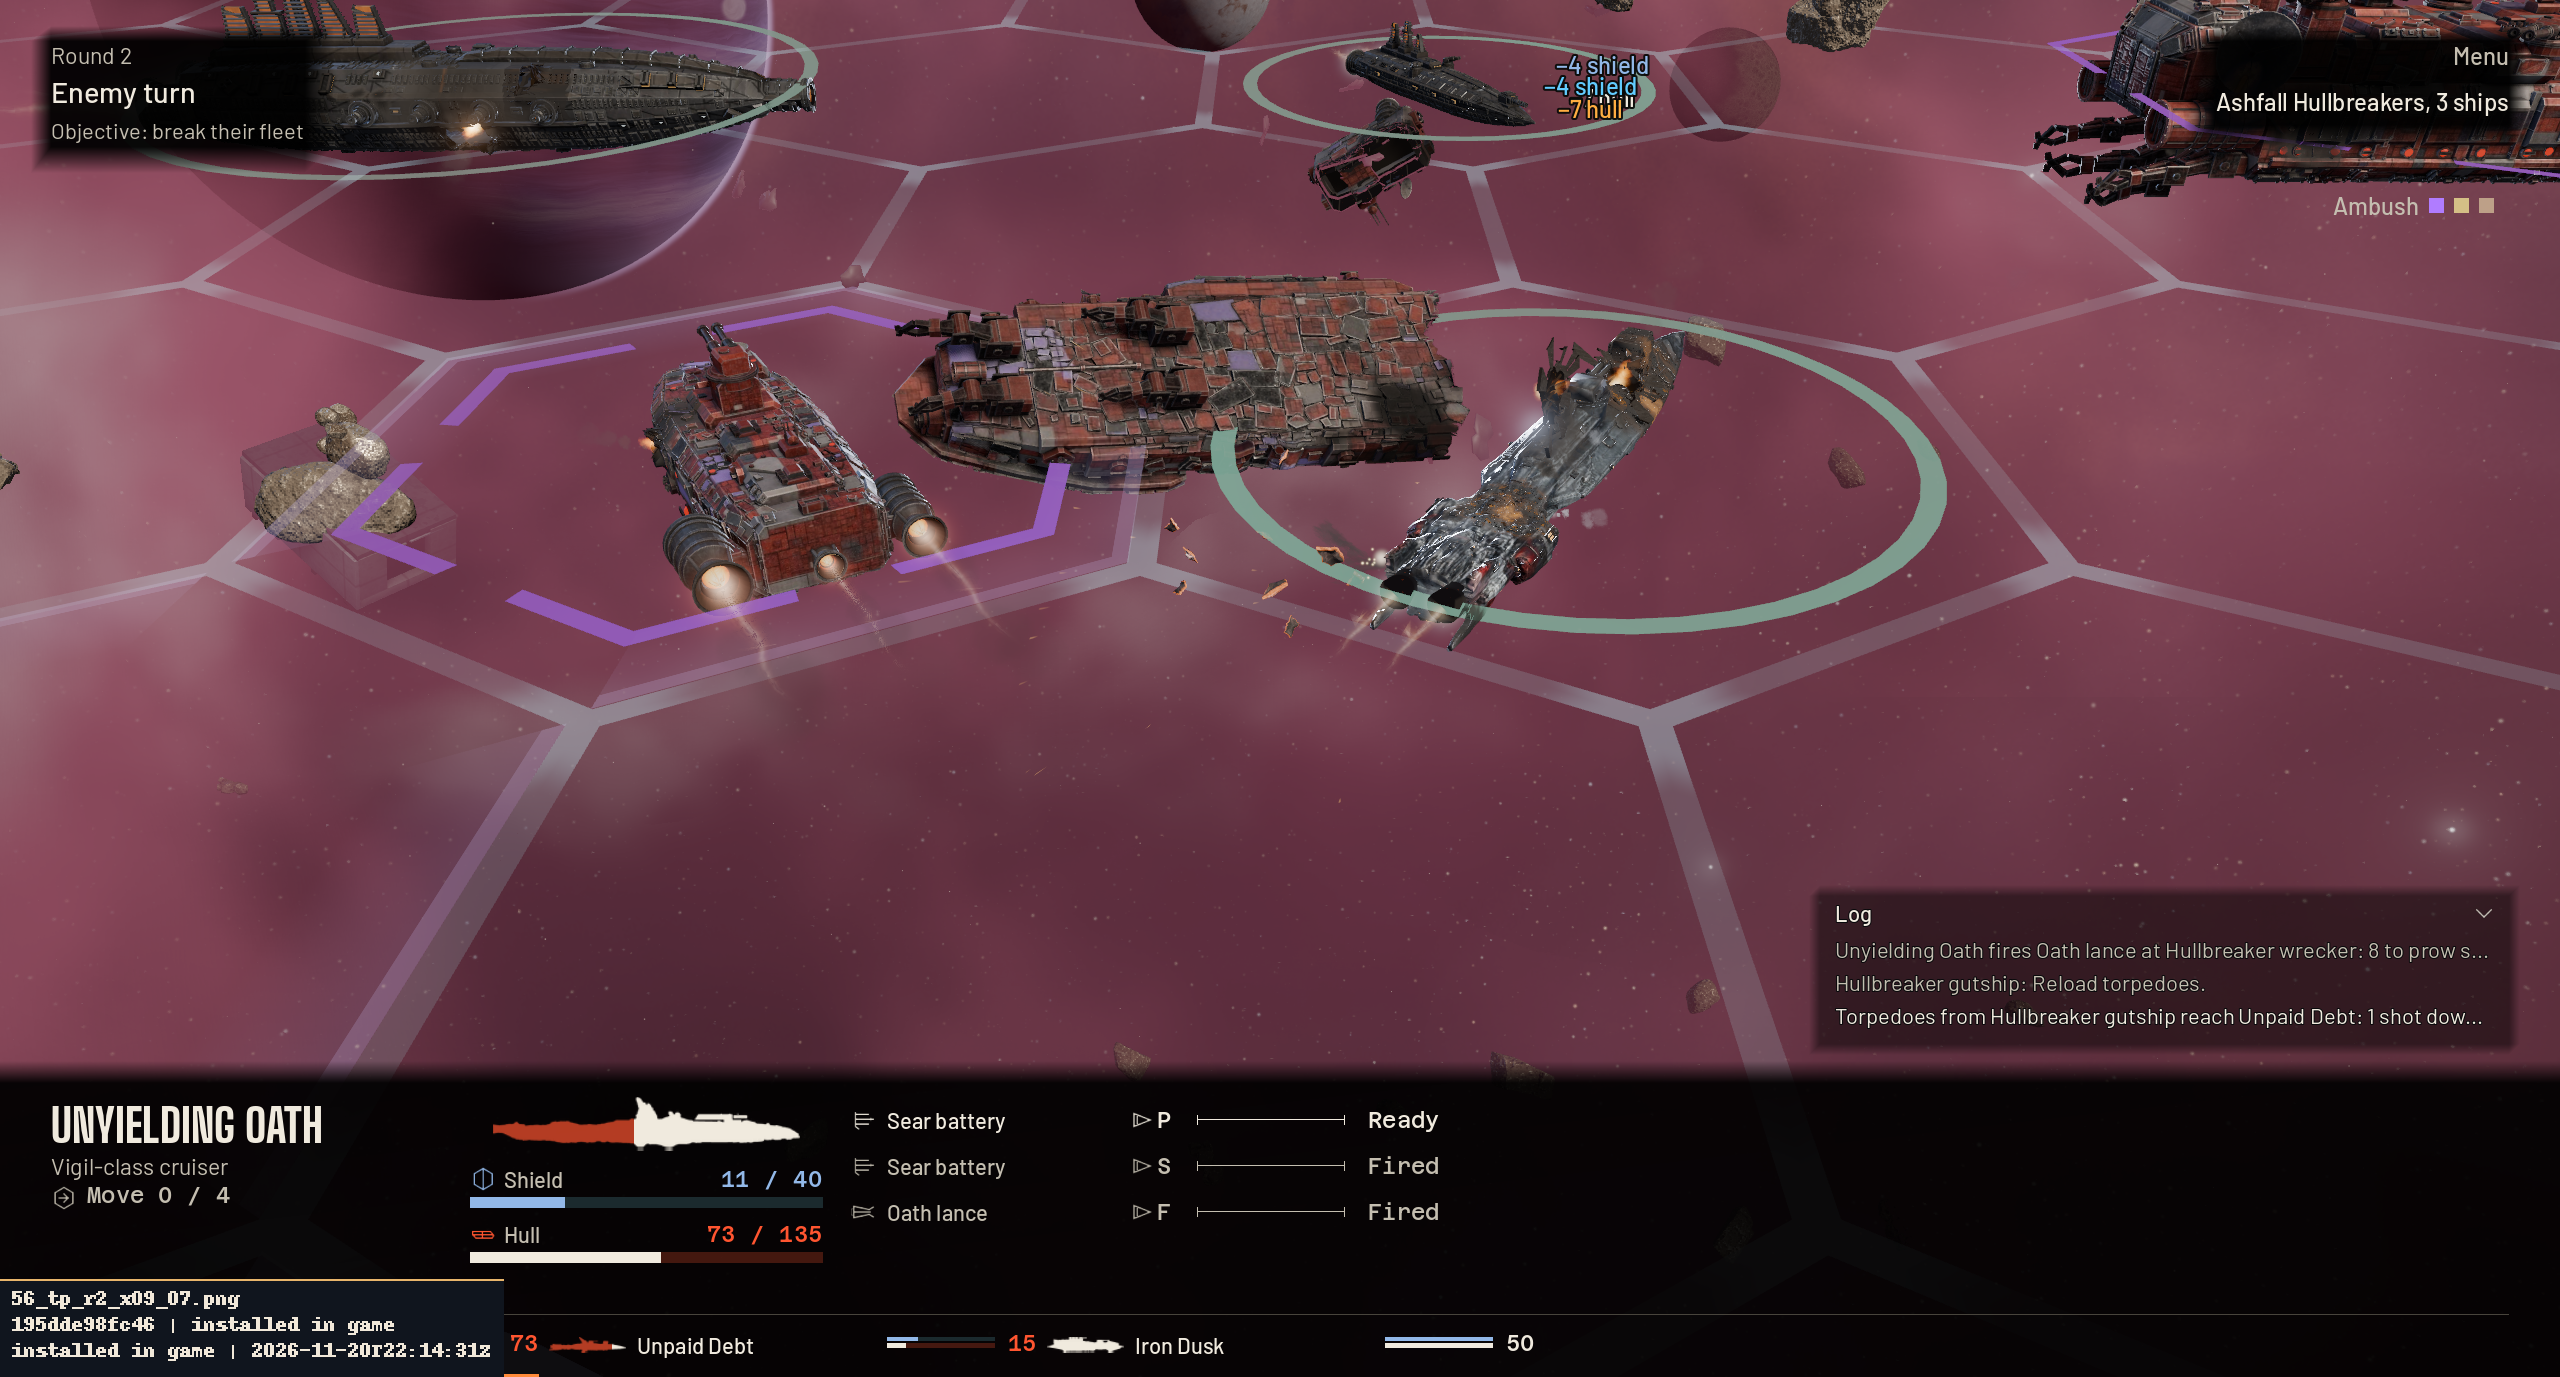 Round 2
Enemy turn
Objective: break their fleet
Menu
Ashfall Hullbreakers, 3 ships
Ambush
−4 shield
−4 shield
−7 hull
Log
Unyielding Oath fires Oath lance at Hullbreaker wrecker: 8 to prow s...
Hullbreaker gutship: Reload torpedoes.
Torpedoes from Hullbreaker gutship reach Unpaid Debt: 1 shot dow...
UNYIELDING OATH
Vigil-class cruiser
Move 0 / 4
Shield 11 / 40
Hull 73 / 135
Sear battery P Ready
Sear battery S Fired
Oath lance F Fired
56_tp_r2_x09_07.png
195dde98fc46 | installed in game
installed in game | 2026-11-20T22:14:31Z
73 Unpaid Debt 15 Iron Dusk 50